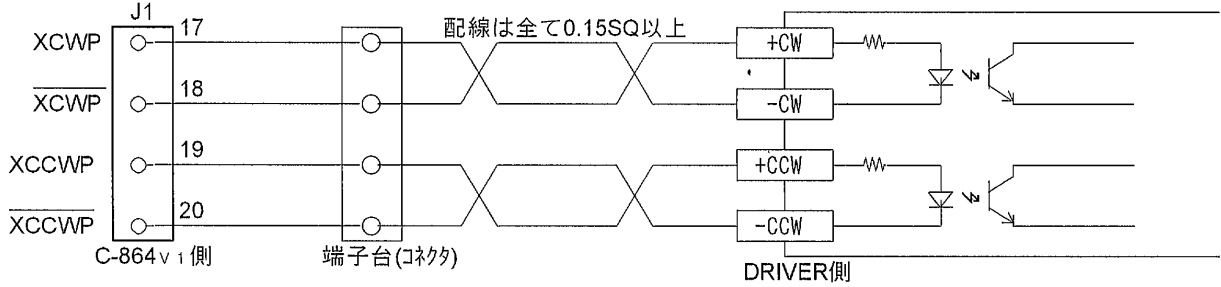 J1
配線は全て0.15SQ以上
XCWP
17
+CW
XCWP
18
-CW
XCCWP
19
+CCW
XCCWP
20
-CCW
C-864v1側
端子台(コネクタ)
DRIVER側